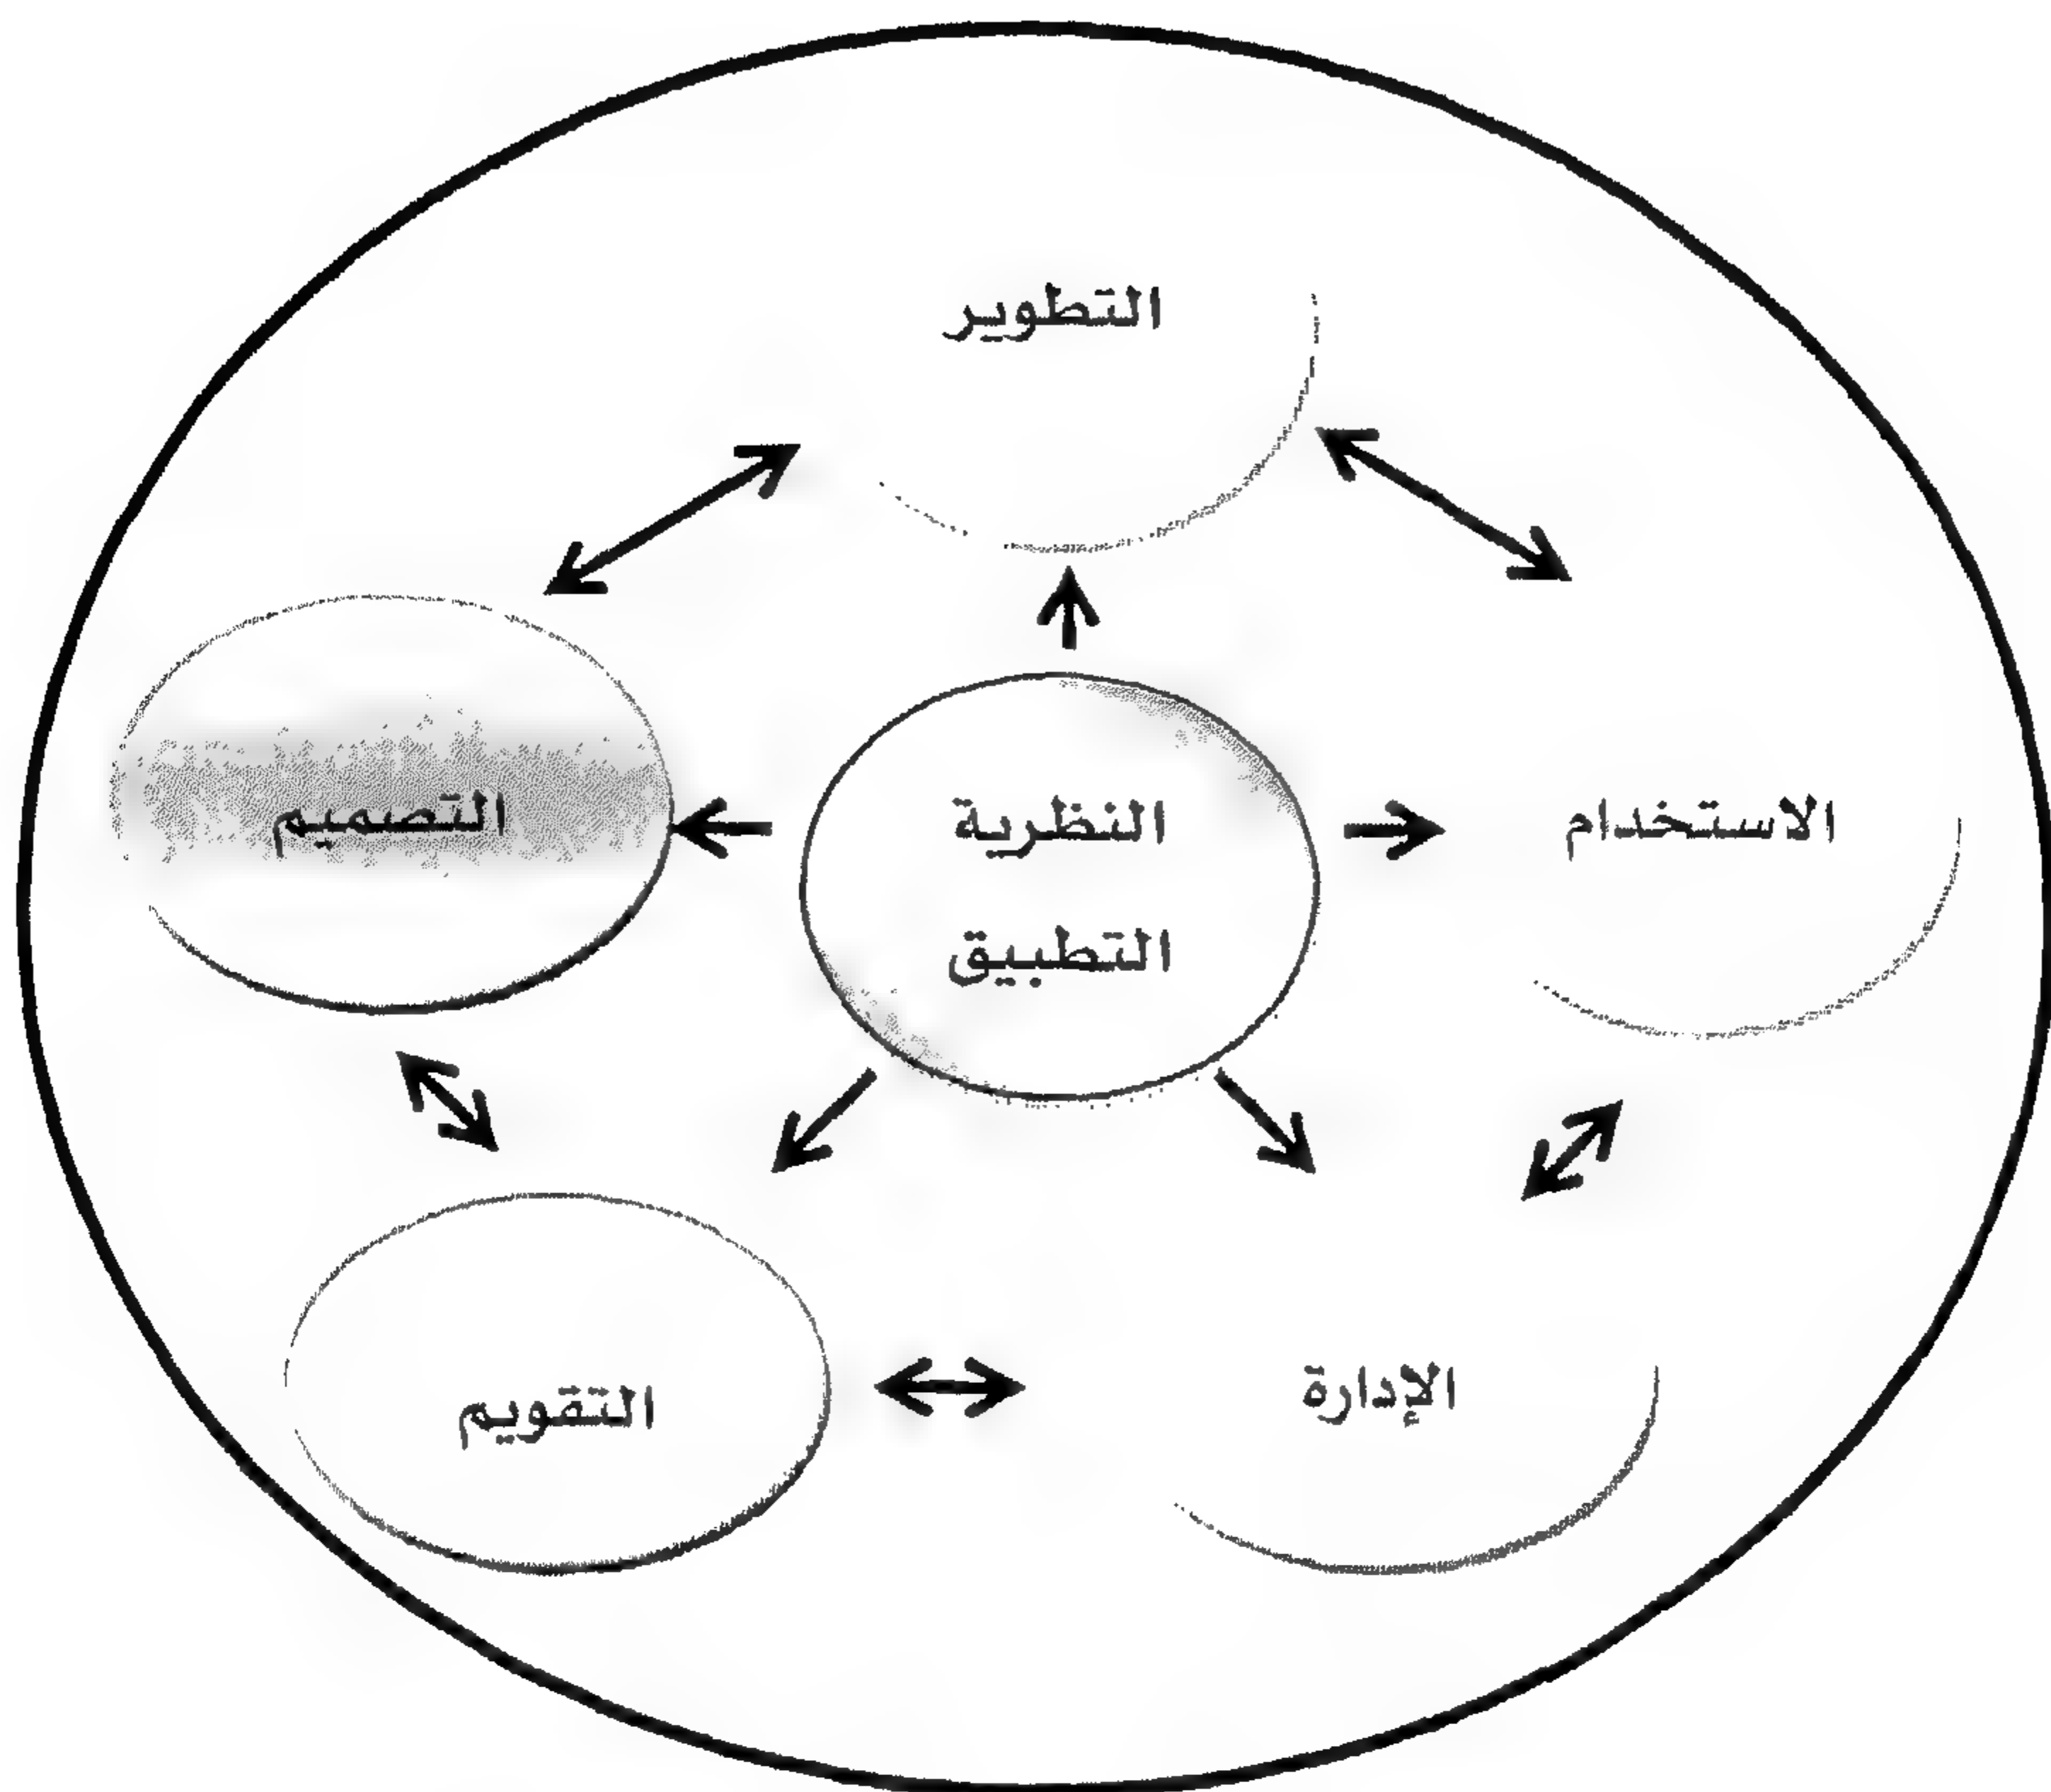 التطوير
الاستخدام
النظرية
التطبيق
التصميم
الإدارة
التقويم